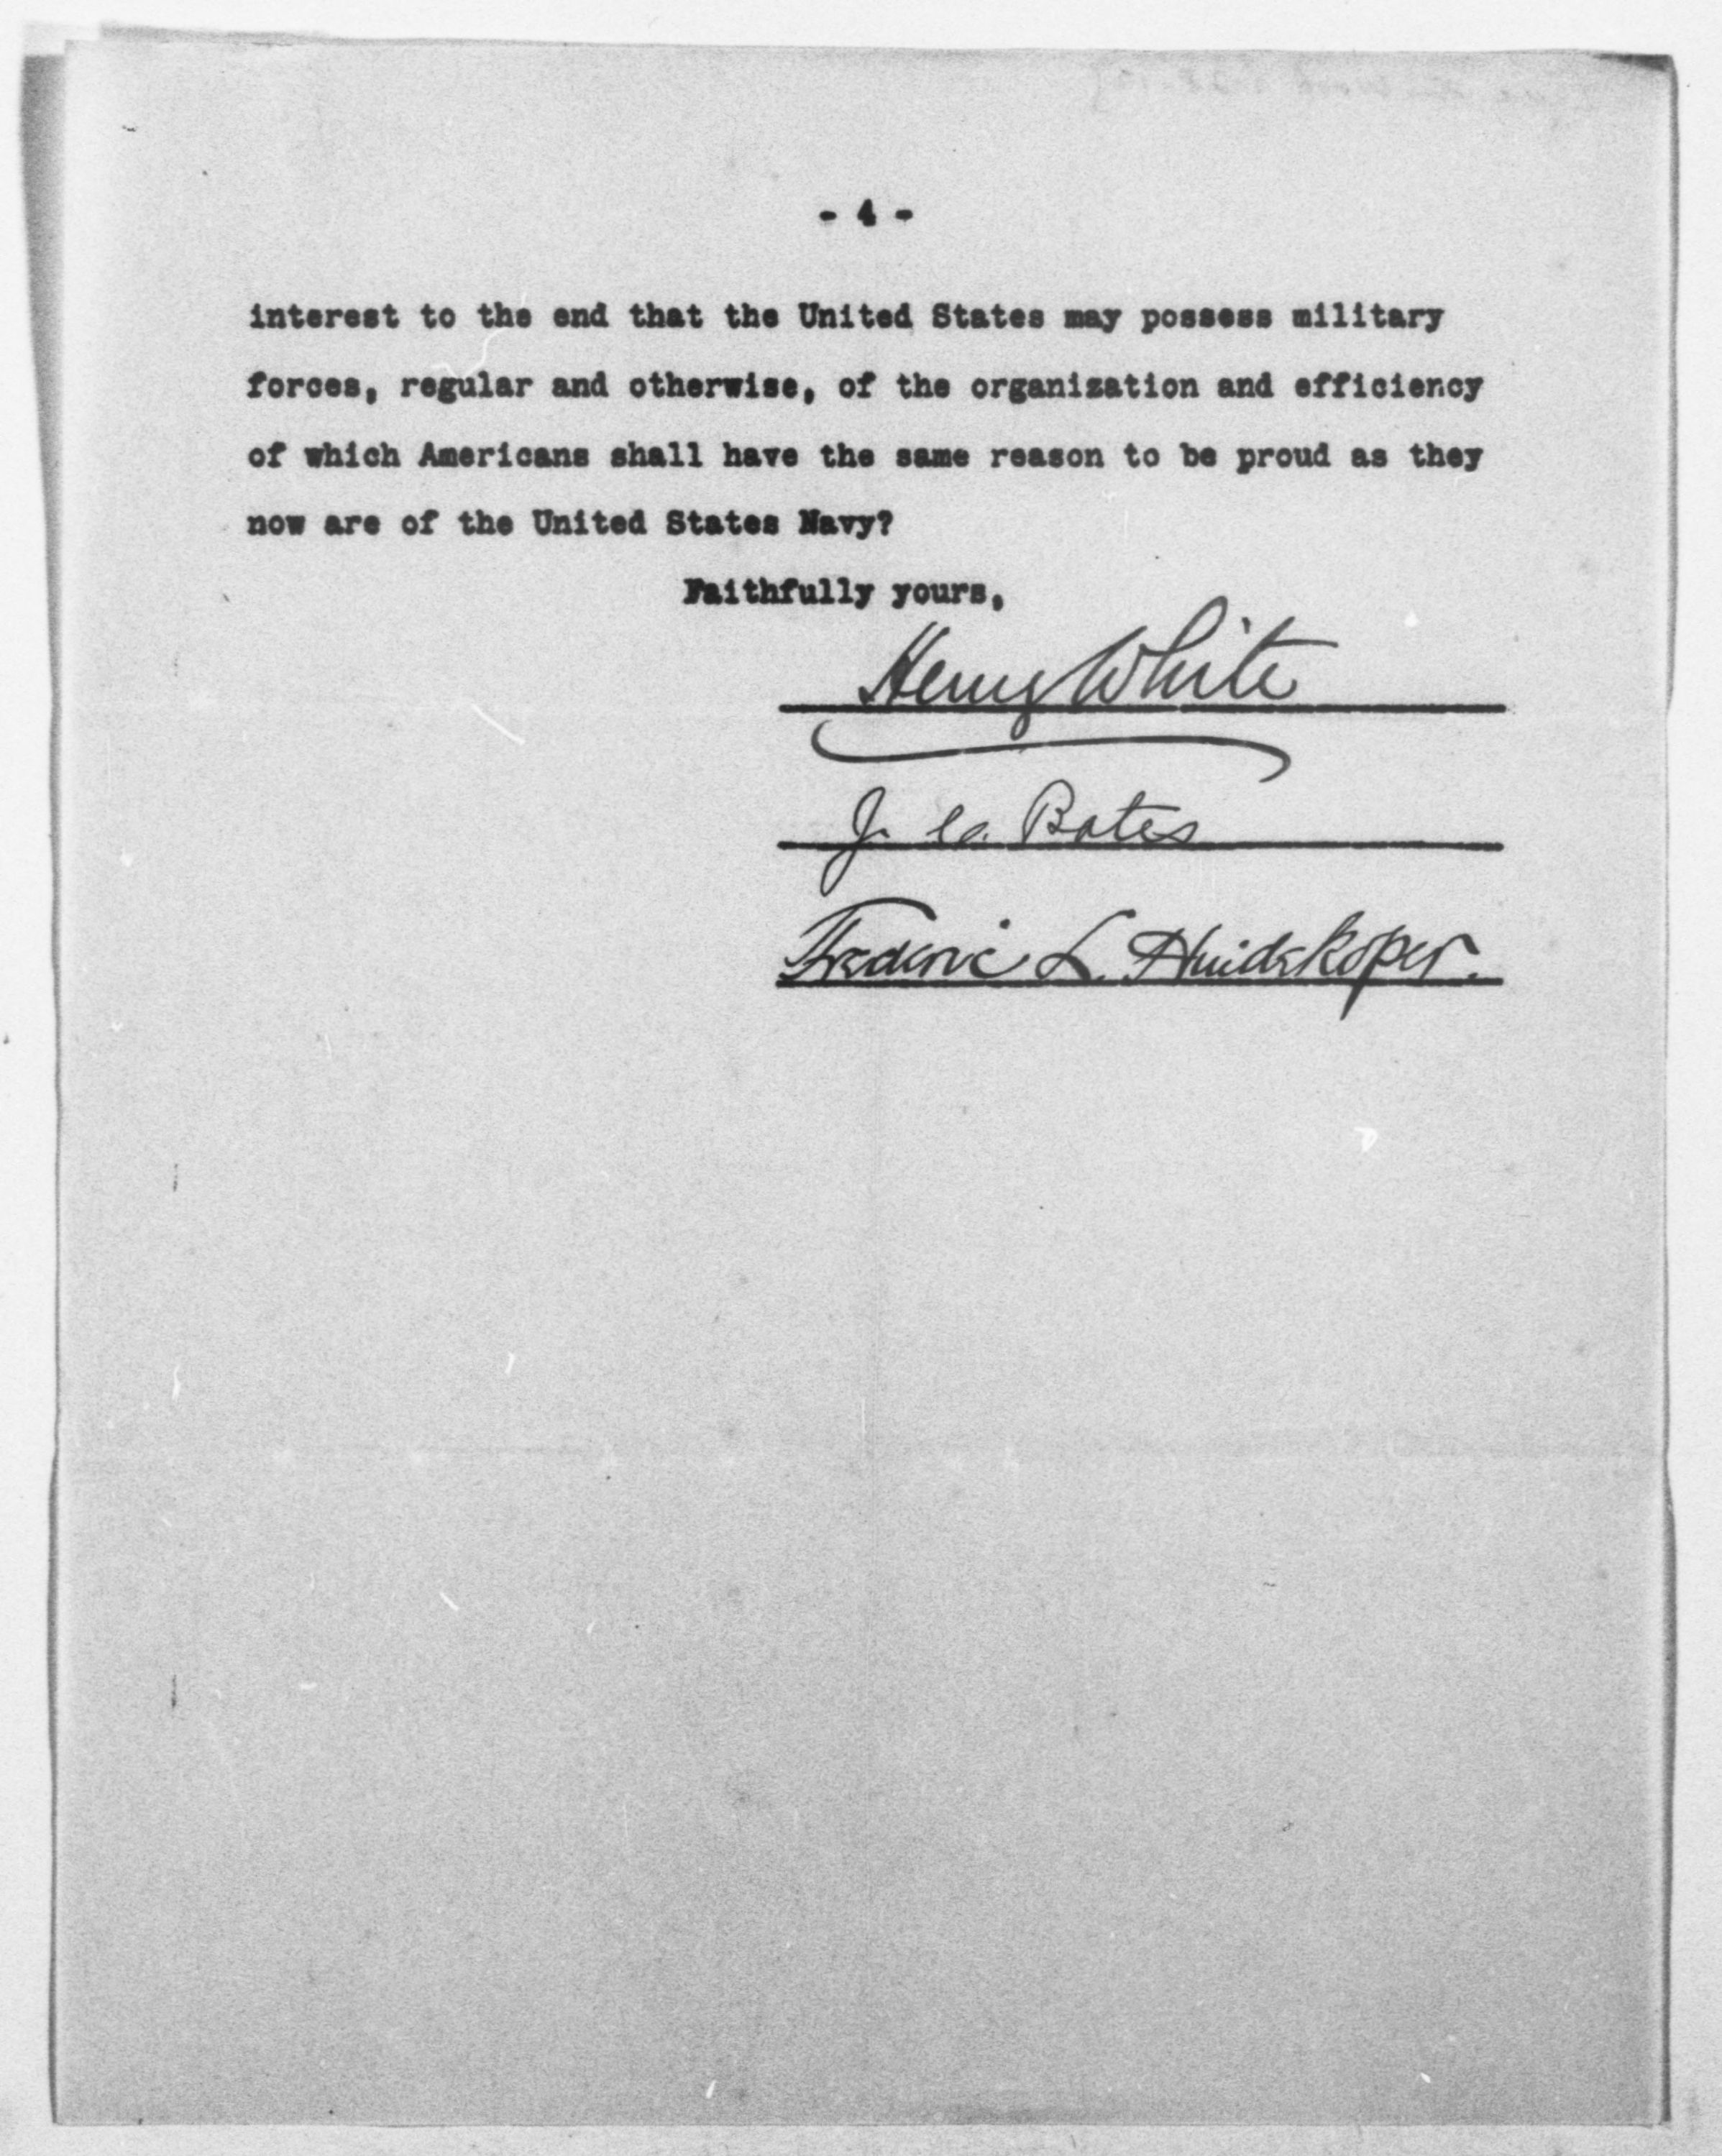 - 4 -
interest to the end that the United States may possess military
forces, regular and otherwise, of the organization and efficiency
of which Americans shall have the same reason to be proud as they
now are of the United States Navy?
Faithfully yours,
Henry White
J. C. Bates
Frederic L. Huidekoper.